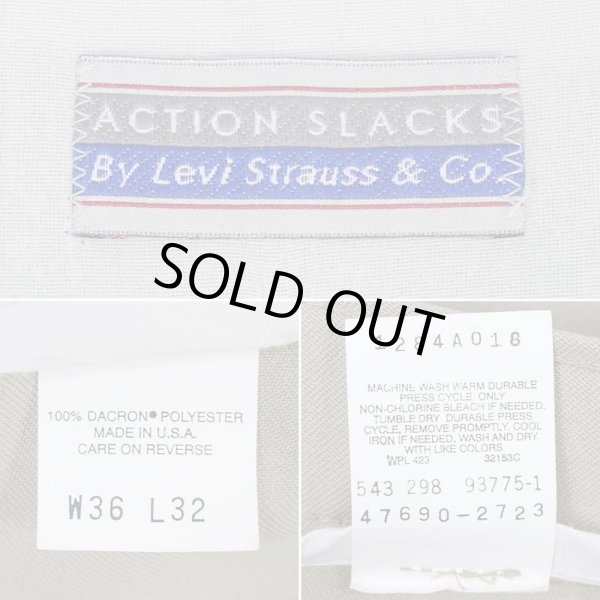 ACTION SLACKS
By Levi Strauss & Co.
SOLD OUT
100% DACRON® POLYESTER
MADE IN U.S.A.
CARE ON REVERSE
W36 L32
1284A018
MACHINE WASH WARM DURABLE
PRESS CYCLE, ONLY
NON-CHLORINE BLEACH IF NEEDED.
TUMBLE DRY DURABLE PRESS
CYCLE, REMOVE PROMPTLY. COOL
IRON IF NEEDED. WASH AND DRY
WITH LIKE COLORS
WPL 423 32153C
543 298 93775-1
47690-2723